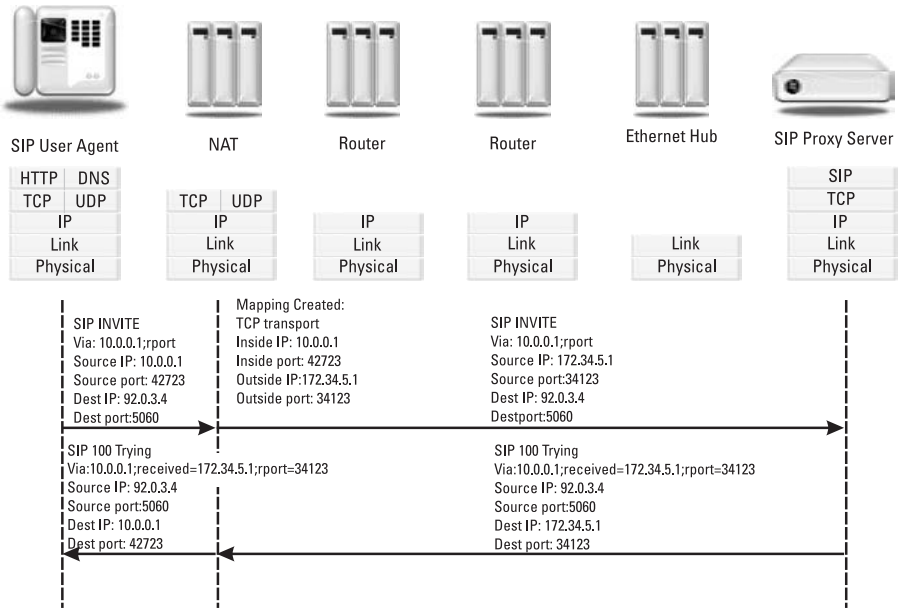 SIP User Agent
NAT
Router
Router
Ethernet Hub
SIP Proxy Server
HTTP DNS
TCP UDP
IP
Link
Physical
TCP UDP
IP
Link
Physical
IP
Link
Physical
IP
Link
Physical
Link
Physical
SIP
TCP
IP
Link
Physical
SIP INVITE
Via: 10.0.0.1;rport
Source IP: 10.0.0.1
Source port: 42723
Dest IP: 92.0.3.4
Dest port:5060
Mapping Created:
TCP transport
Inside IP: 10.0.0.1
Inside port: 42723
Outside IP:172.34.5.1
Outside port: 34123
SIP INVITE
Via: 10.0.0.1;rport
Source IP: 172.34.5.1
Source port:34123
Dest IP: 92.0.3.4
Destport:5060
SIP 100 Trying
Via:10.0.0.1;received=172.34.5.1;rport=34123
Source IP: 92.0.3.4
Source port:5060
Dest IP: 10.0.0.1
Dest port: 42723
SIP 100 Trying
Via:10.0.0.1;received=172.34.5.1;rport=34123
Source IP: 92.0.3.4
Source port:5060
Dest IP: 172.34.5.1
Dest port: 34123